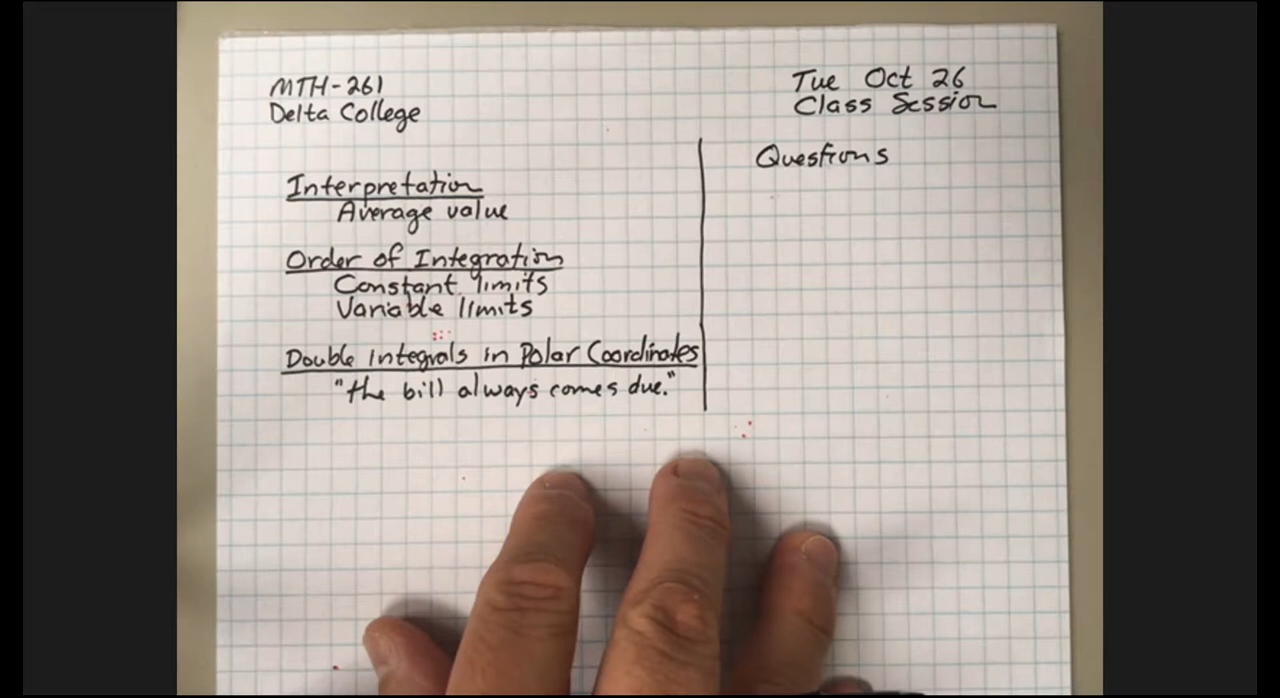 MTH-261
Delta College
Tue Oct 26
Class Session
Interpretation
Average value
Order of Integration
Constant limits
Variable limits
Double integrals in Polar Coordinates
"the bill always comes due."
Questions